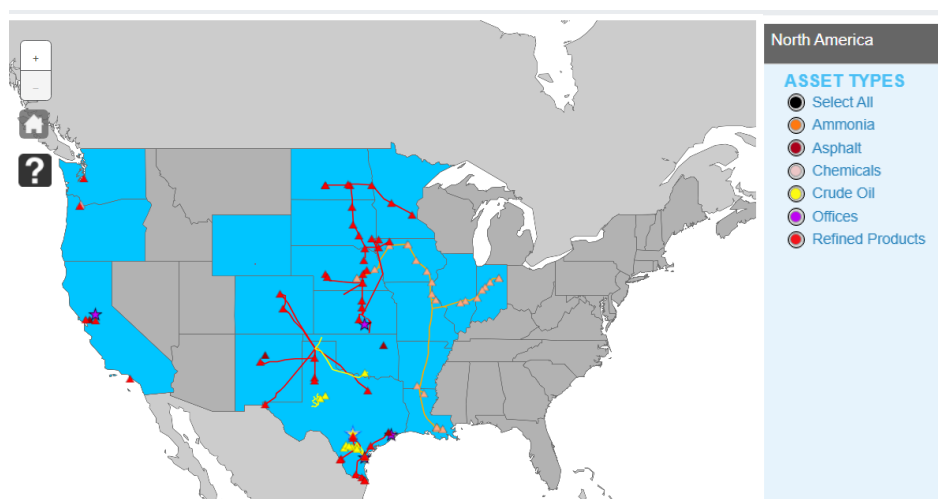 +
−
?
North America
ASSET TYPES
Select All
Ammonia
Asphalt
Chemicals
Crude Oil
Offices
Refined Products